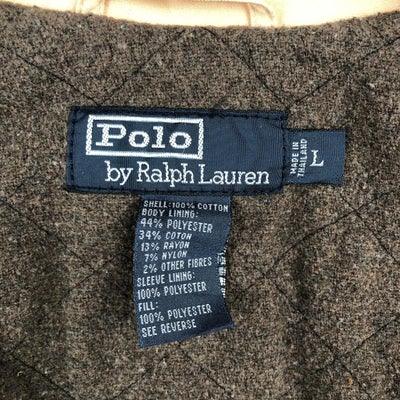 Polo
by Ralph Lauren
MADE IN
THAILAND
L
SHELL: 100% COTTON
BODY LINING:
44% POLYESTER
34% COTON
13% RAYON
7% NYLON
2% OTHER FIBRES
SLEEVE LINING:
100% POLYESTER
FILL:
100% POLYESTER
SEE REVERSE